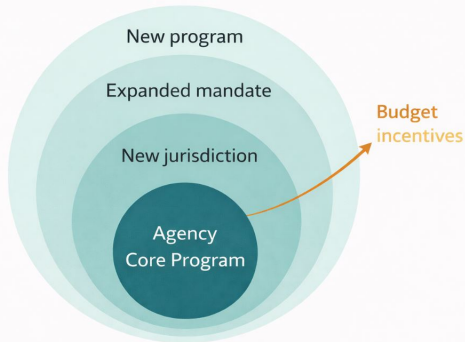 New program
Expanded mandate
Budget
incentives
New jurisdiction
Agency
Core Program